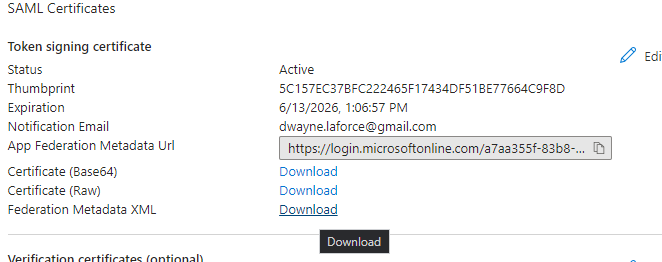 SAML Certificates
Token signing certificate
Edi
Status Active
Thumbprint 5C157EC37BFC222465F17434DF51BE77664C9F8D
Expiration 6/13/2026, 1:06:57 PM
Notification Email dwayne.laforce@gmail.com
App Federation Metadata Url https://login.microsoftonline.com/a7aa355f-83b8-...
Certificate (Base64) Download
Certificate (Raw) Download
Federation Metadata XML Download
Download
Verification certificates (optional)